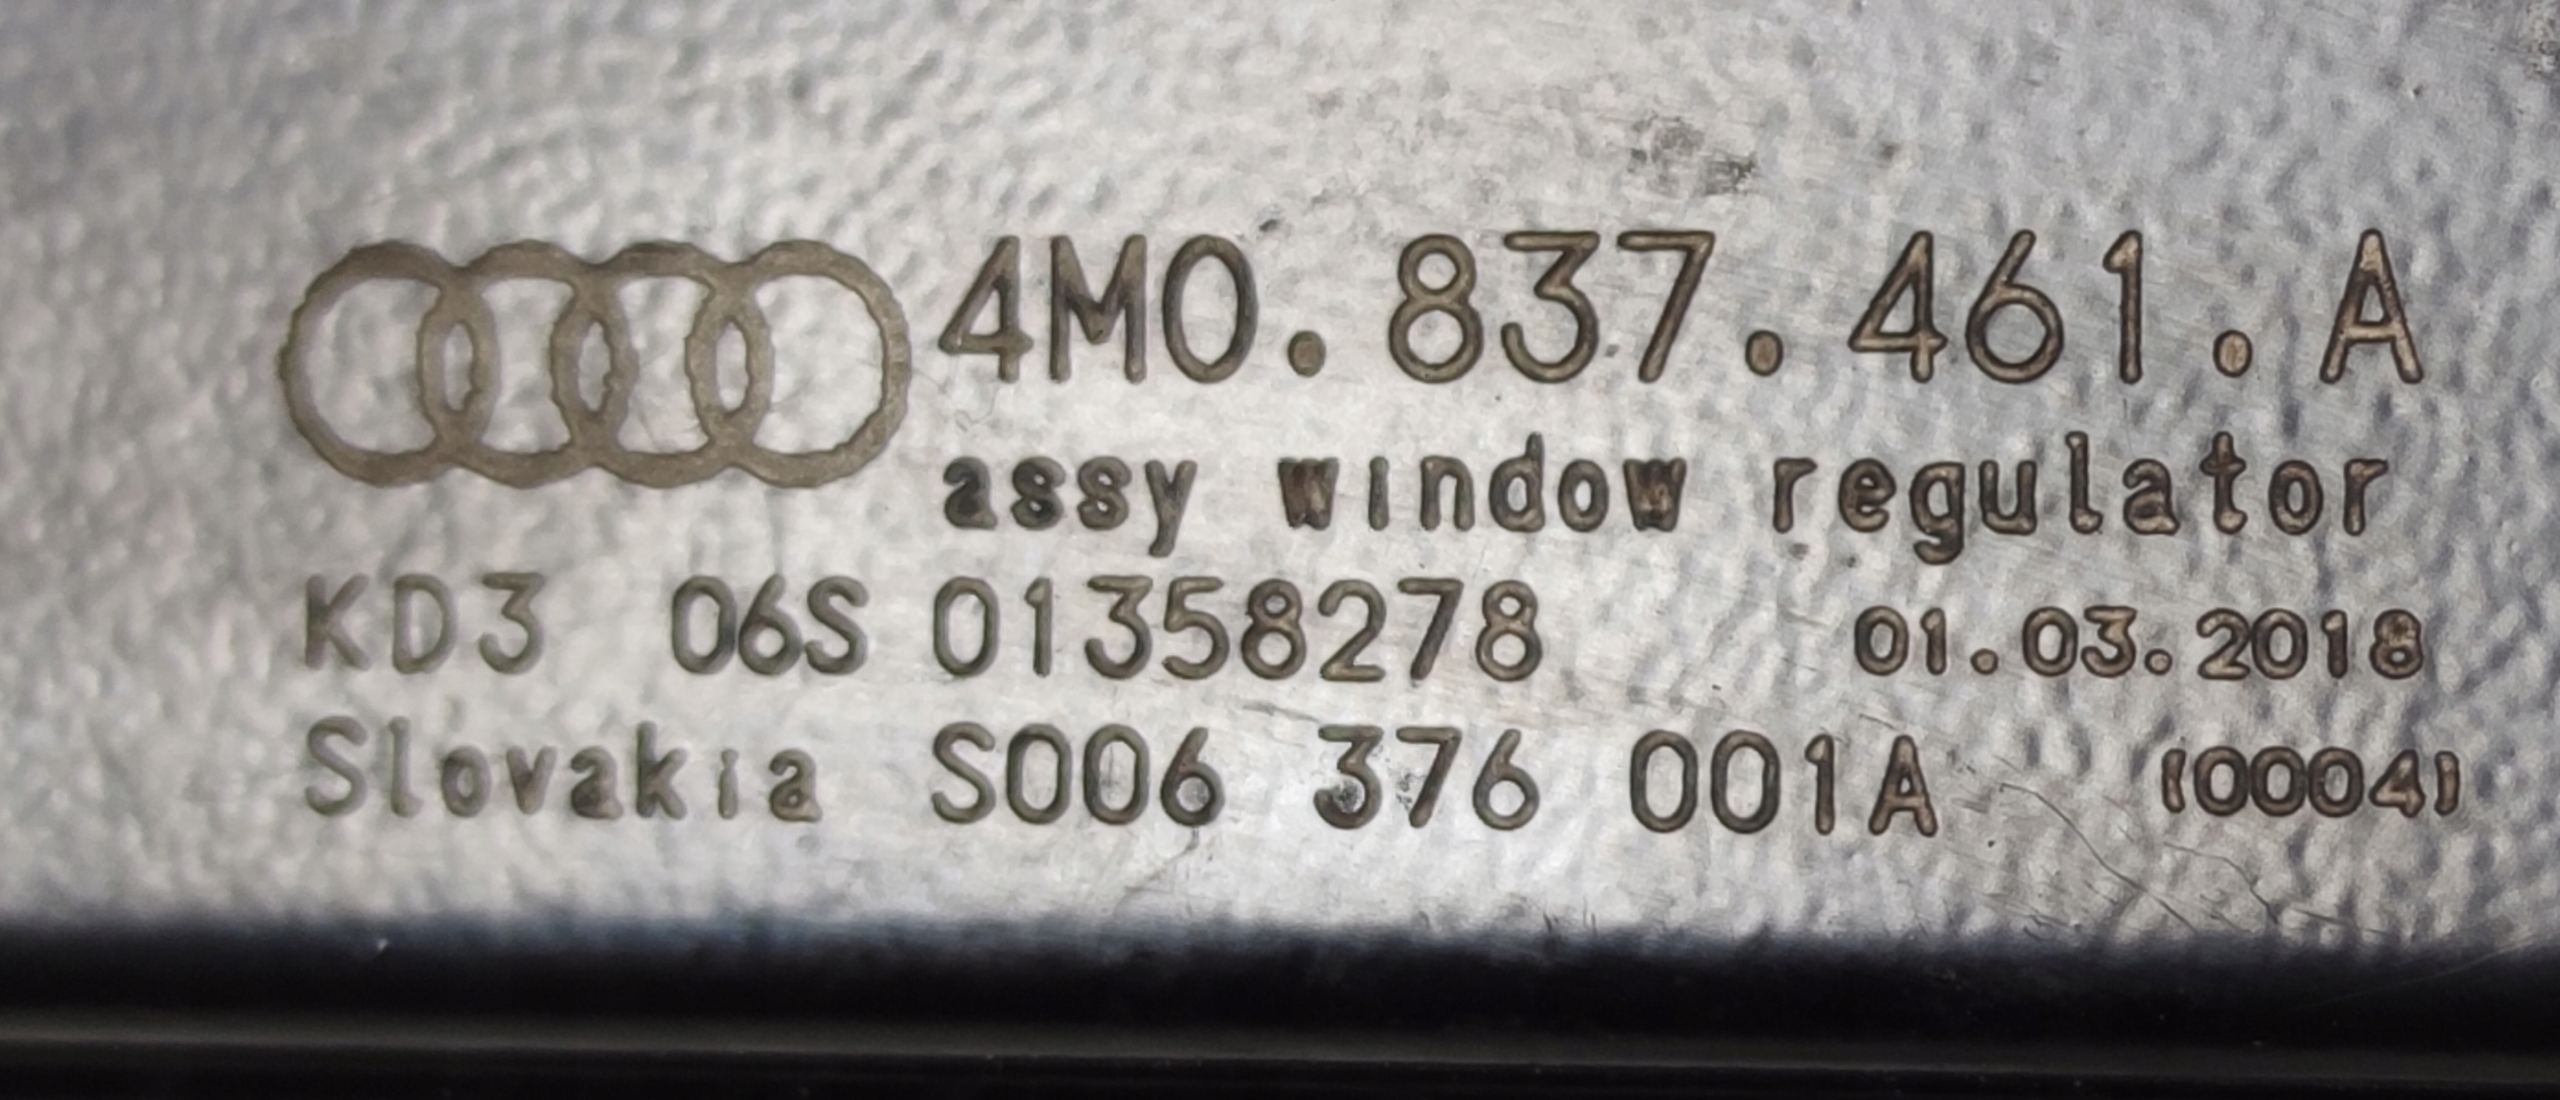 4M0.837.461.A
assy window regulator
KD3 06S 01358278 01.03.2018
Slovakia S006 376 001A (0004)